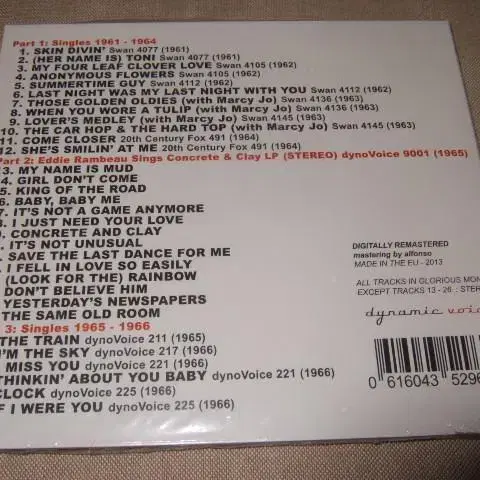 Part 1: Singles 1961 - 1964
1. SKIN DIVIN' Swan 4077 (1961)
2. (HER NAME IS) TONI Swan 4077 (1961)
3. MY FOUR LEAF CLOVER LOVE Swan 4105 (1962)
4. ANONYMOUS FLOWERS Swan 4105 (1962)
5. SUMMERTIME GUY Swan 4112 (1962)
6. LAST NIGHT WAS MY LAST NIGHT WITH YOU Swan 4112 (1962)
7. THOSE GOLDEN OLDIES (with Marcy Jo) Swan 4136 (1963)
8. WHEN YOU WORE A TULIP (with Marcy Jo) Swan 4136 (1963)
9. LOVER'S MEDLEY (with Marcy Jo) Swan 4145 (1963)
10. THE CAR HOP & THE HARD TOP (with Marcy Jo) Swan 4145 (1963)
11. COME CLOSER 20th Century Fox 491 (1964)
12. SHE'S SMILIN' AT ME 20th Century Fox 491 (1964)
Part 2: Eddie Rambeau Sings Concrete & Clay LP (STEREO) dynoVoice 9001 (1965)
3. MY NAME IS MUD
4. GIRL DON'T COME
5. KING OF THE ROAD
6. BABY, BABY ME
7. IT'S NOT A GAME ANYMORE
8. I JUST NEED YOUR LOVE
9. CONCRETE AND CLAY
. IT'S NOT UNUSUAL
. SAVE THE LAST DANCE FOR ME
. I FELL IN LOVE SO EASILY
(LOOK FOR THE) RAINBOW
DON'T BELIEVE HIM
YESTERDAY'S NEWSPAPERS
THE SAME OLD ROOM
3: Singles 1965 - 1966
THE TRAIN dynoVoice 211 (1965)
I'M THE SKY dynoVoice 217 (1966)
MISS YOU dynoVoice 221 (1966)
THINKIN' ABOUT YOU BABY dynoVoice 221 (1966)
CLOCK dynoVoice 225 (1966)
F I WERE YOU dynoVoice 225 (1966)
DIGITALLY REMASTERED
mastering by alfonso
MADE IN THE EU - 2013
ALL TRACKS IN GLORIOUS MON
EXCEPT TRACKS 13 - 26 : STER
dynamic voic
0 616043 5296